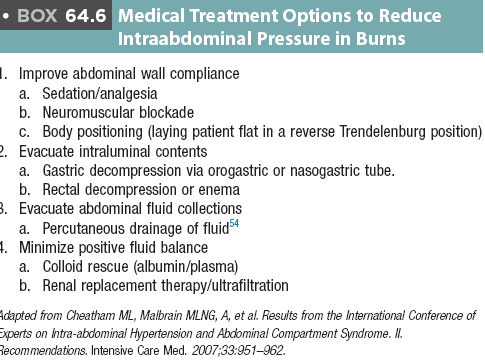 • BOX 64.6 Medical Treatment Options to Reduce
Intraabdominal Pressure in Burns
1. Improve abdominal wall compliance
a. Sedation/analgesia
b. Neuromuscular blockade
c. Body positioning (laying patient flat in a reverse Trendelenburg position)
2. Evacuate intraluminal contents
a. Gastric decompression via orogastric or nasogastric tube.
b. Rectal decompression or enema
3. Evacuate abdominal fluid collections
a. Percutaneous drainage of fluid54
4. Minimize positive fluid balance
a. Colloid rescue (albumin/plasma)
b. Renal replacement therapy/ultrafiltration
Adapted from Cheatham ML, Malbrain MLNG, A, et al. Results from the International Conference of
Experts on Intra-abdominal Hypertension and Abdominal Compartment Syndrome. II.
Recommendations. Intensive Care Med. 2007;33:951–962.